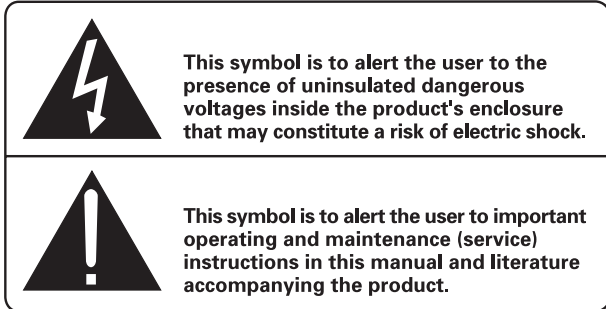 This symbol is to alert the user to the
presence of uninsulated dangerous
voltages inside the product's enclosure
that may constitute a risk of electric shock.
This symbol is to alert the user to important
operating and maintenance (service)
instructions in this manual and literature
accompanying the product.